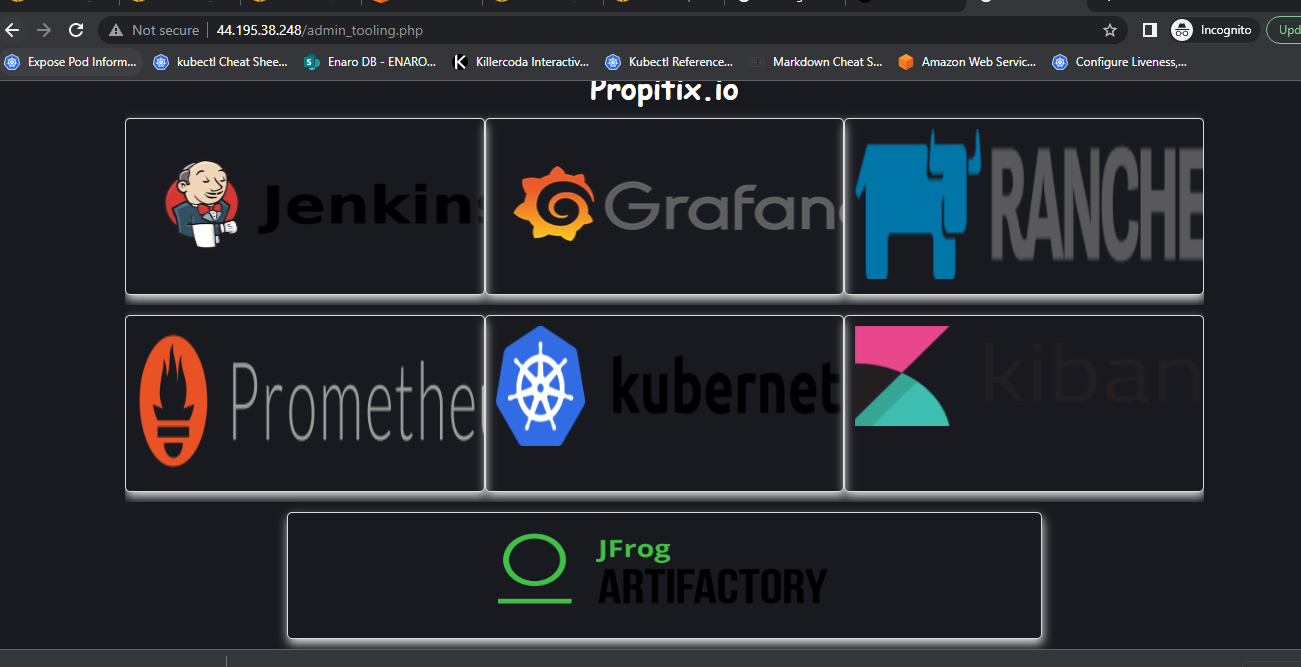 Not secure 44.195.38.248/admin_tooling.php Incognito Upd
Expose Pod Inform... kubectl Cheat Shee... Enaro DB - ENARO... Killercoda Interactiv... Kubectl Reference... Markdown Cheat S... Amazon Web Servic... Configure Liveness,...
Propitix.io
Jenkins Grafana RANCHE
Prometheu kubernet kiban
JFrog
ARTIFACTORY